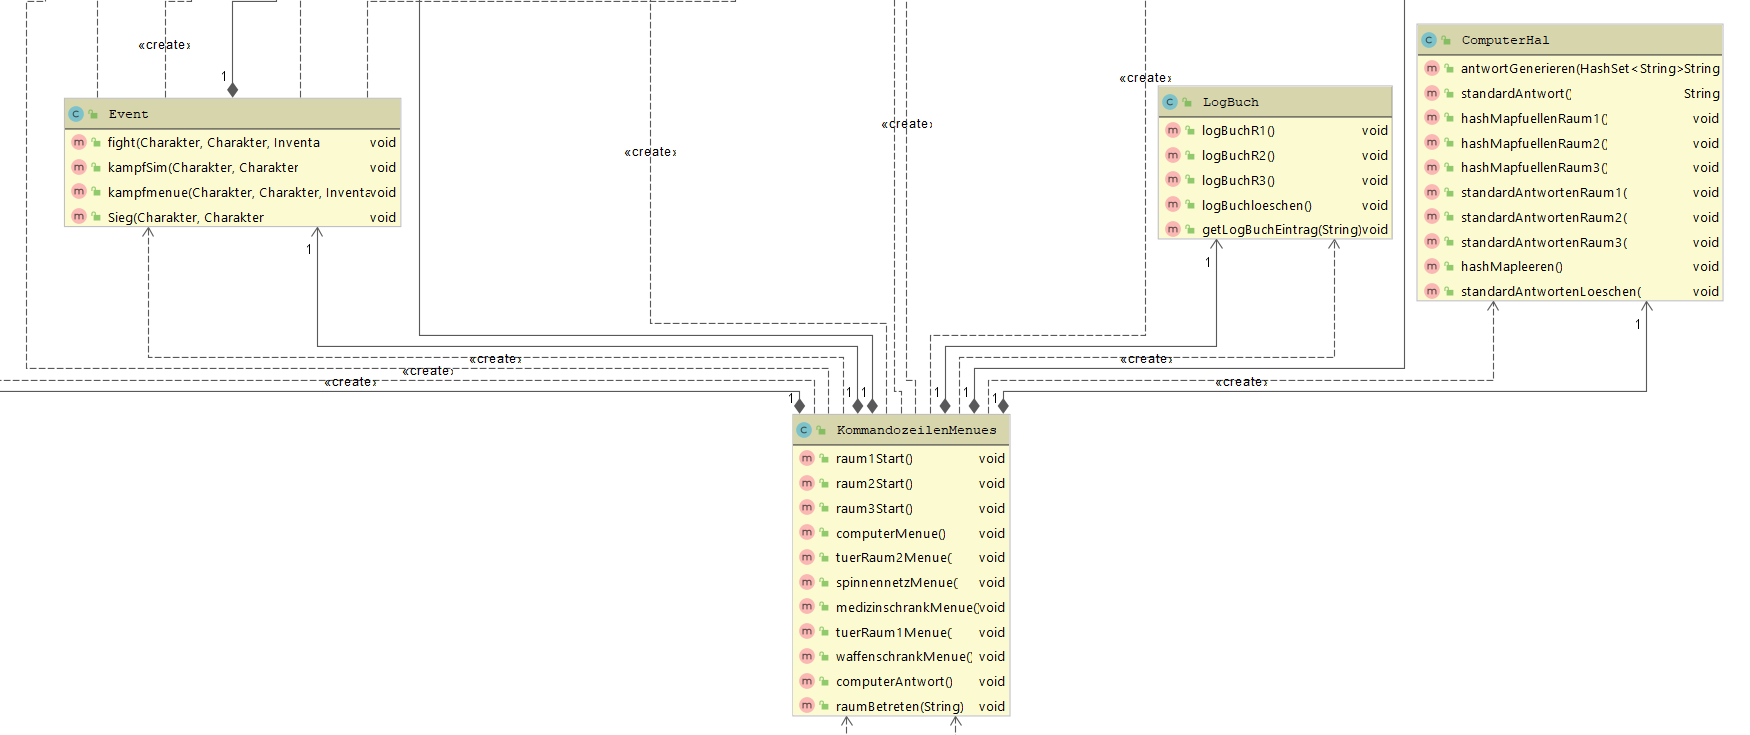 «create»
1
«create»
«create»
«create»
C Event
m fight(Charakter, Charakter, Inventa void
m kampfSim(Charakter, Charakter void
m kampfmenue(Charakter, Charakter, Inventa void
m Sieg(Charakter, Charakter void
C LogBuch
m logBuchR1() void
m logBuchR2() void
m logBuchR3() void
m logBuchloeschen() void
m getLogBuchEintrag(String) void
C ComputerHal
m antwortGenerieren(HashSet<String> String
m standardAntwort() String
m hashMapfuellenRaum1() void
m hashMapfuellenRaum2() void
m hashMapfuellenRaum3() void
m standardAntwortenRaum1( void
m standardAntwortenRaum2( void
m standardAntwortenRaum3( void
m hashMapleeren() void
m standardAntwortenLoeschen( void
1
1
1
«create»
«create»
«create»
«create»
«create»
1
1
1
1
1
1
C KommandozeilenMenues
m raum1Start() void
m raum2Start() void
m raum3Start() void
m computerMenue() void
m tuerRaum2Menue( void
m spinnennetzMenue( void
m medizinschrankMenue( void
m tuerRaum1Menue( void
m waffenschrankMenue() void
m computerAntwort() void
m raumBetreten(String) void